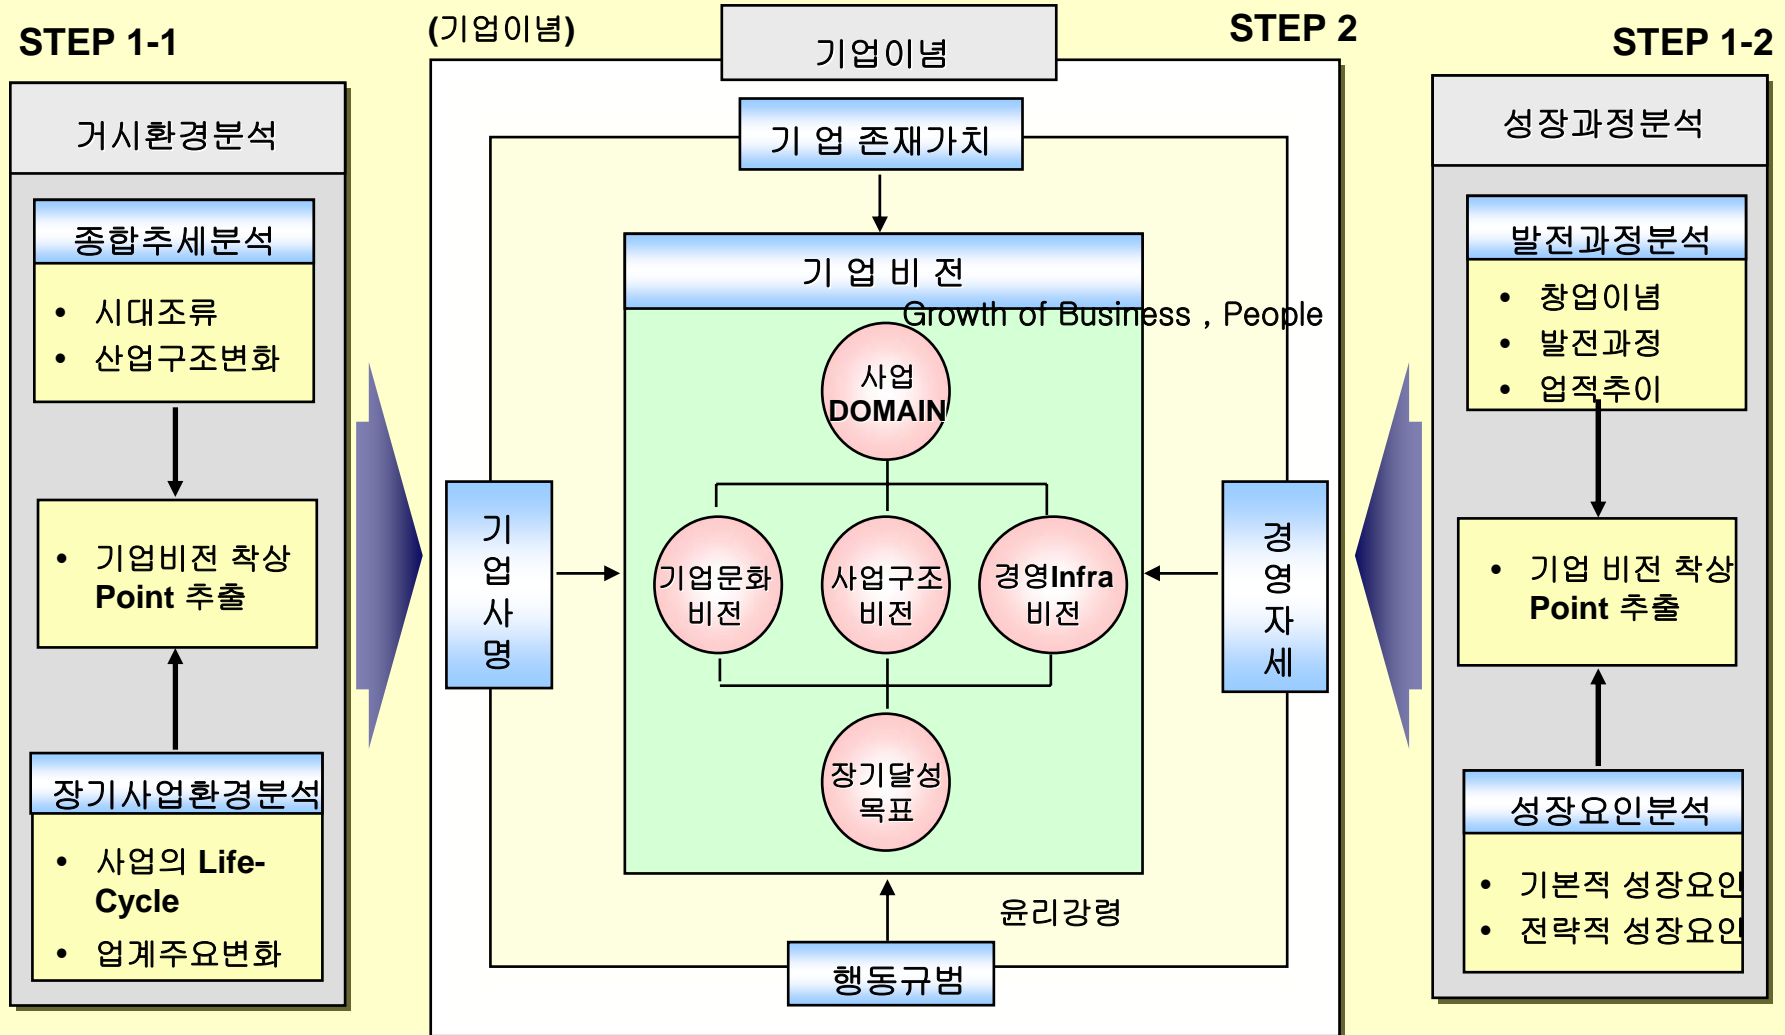 STEP 1-1
거시환경분석
종합추세분석
• 시대조류
• 산업구조변화
• 기업비전 착상
Point 추출
장기사업환경분석
• 사업의 Life-
Cycle
• 업계주요변화
(기업이념)
기업이념
STEP 2
기 업 존재가치
기 업 비 전
Growth of Business , People
사업
DOMAIN
기
업
사
명
기업문화
비전
사업구조
비전
경영Infra
비전
경
영
자
세
장기달성
목표
윤리강령
행동규범
STEP 1-2
성장과정분석
발전과정분석
• 창업이념
• 발전과정
• 업적추이
• 기업 비전 착상
Point 추출
성장요인분석
• 기본적 성장요인
• 전략적 성장요인